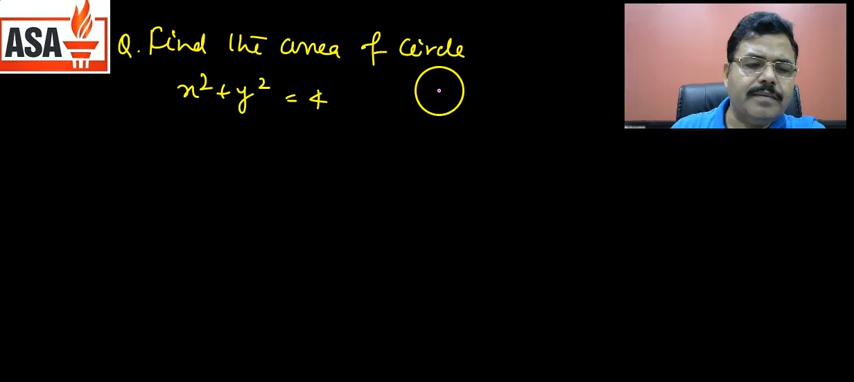 ASA
Q. Find the area of circle
x² + y² = 4